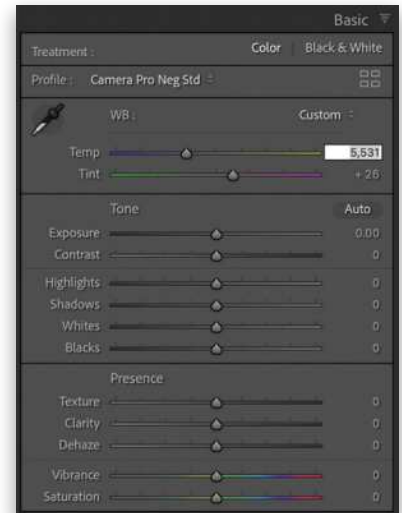 Basic
Treatment : Color | Black & White
Profile : Camera Pro Neg Std
WB : Custom
Temp 5,531
Tint + 26
Tone Auto
Exposure 0.00
Contrast 0
Highlights 0
Shadows 0
Whites 0
Blacks 0
Presence
Texture 0
Clarity 0
Dehaze 0
Vibrance 0
Saturation 0